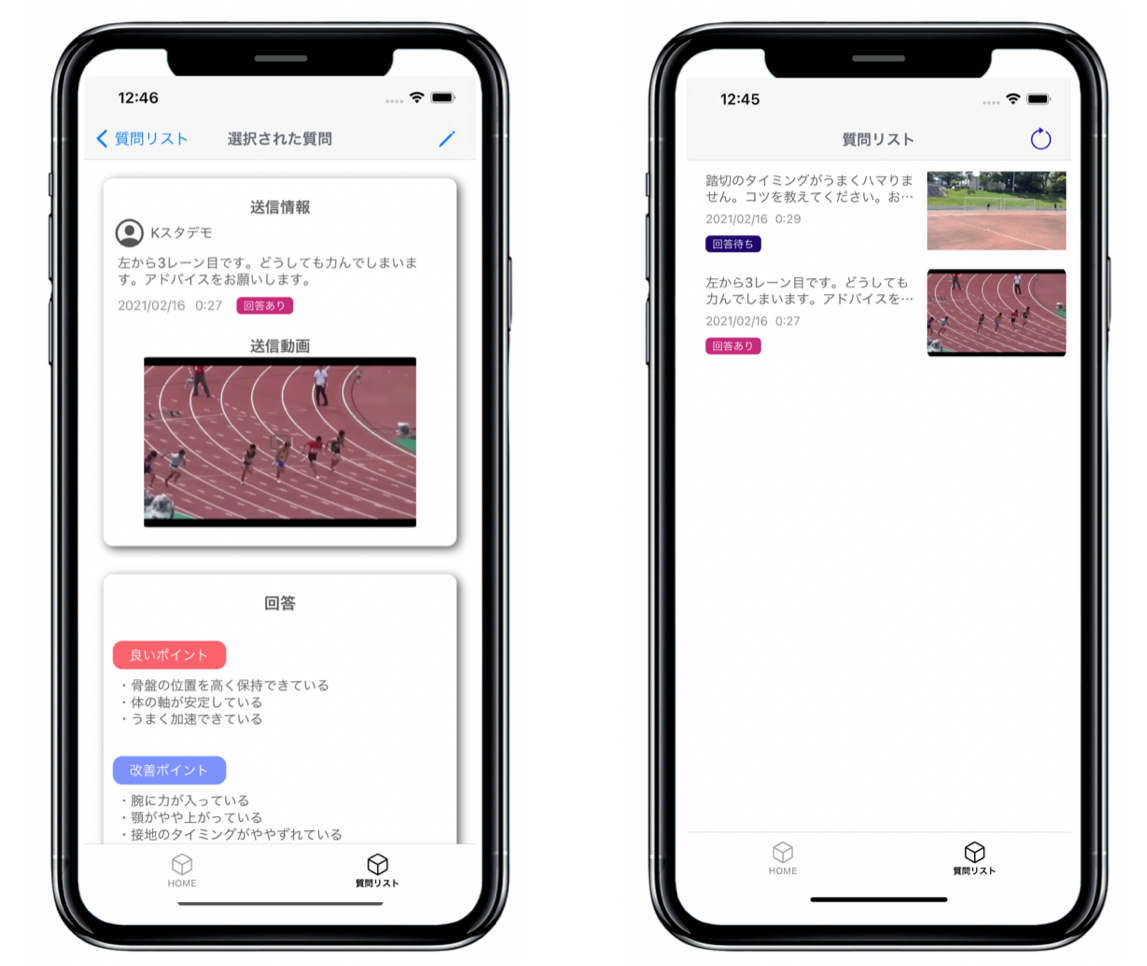 12:46
質問リスト
選択された質問
送信情報
Kスタデモ
左から3レーン目です。どうしても力んでしまいま
す。アドバイスをお願いします。
2021/02/16 0:27
回答あり
送信動画
回答
良いポイント
・骨盤の位置を高く保持できている
・体の軸が安定している
・うまく加速できている
改善ポイント
・腕に力が入っている
・顎がやや上がっている
・接地のタイミングがややずれている
HOME
質問リスト
12:45
質問リスト
踏切のタイミングがうまくハマりま
せん。コツを教えてください。お…
2021/02/16 0:29
回答待ち
左から3レーン目です。どうしても
力んでしまいます。アドバイスを…
2021/02/16 0:27
回答あり
HOME
質問リスト